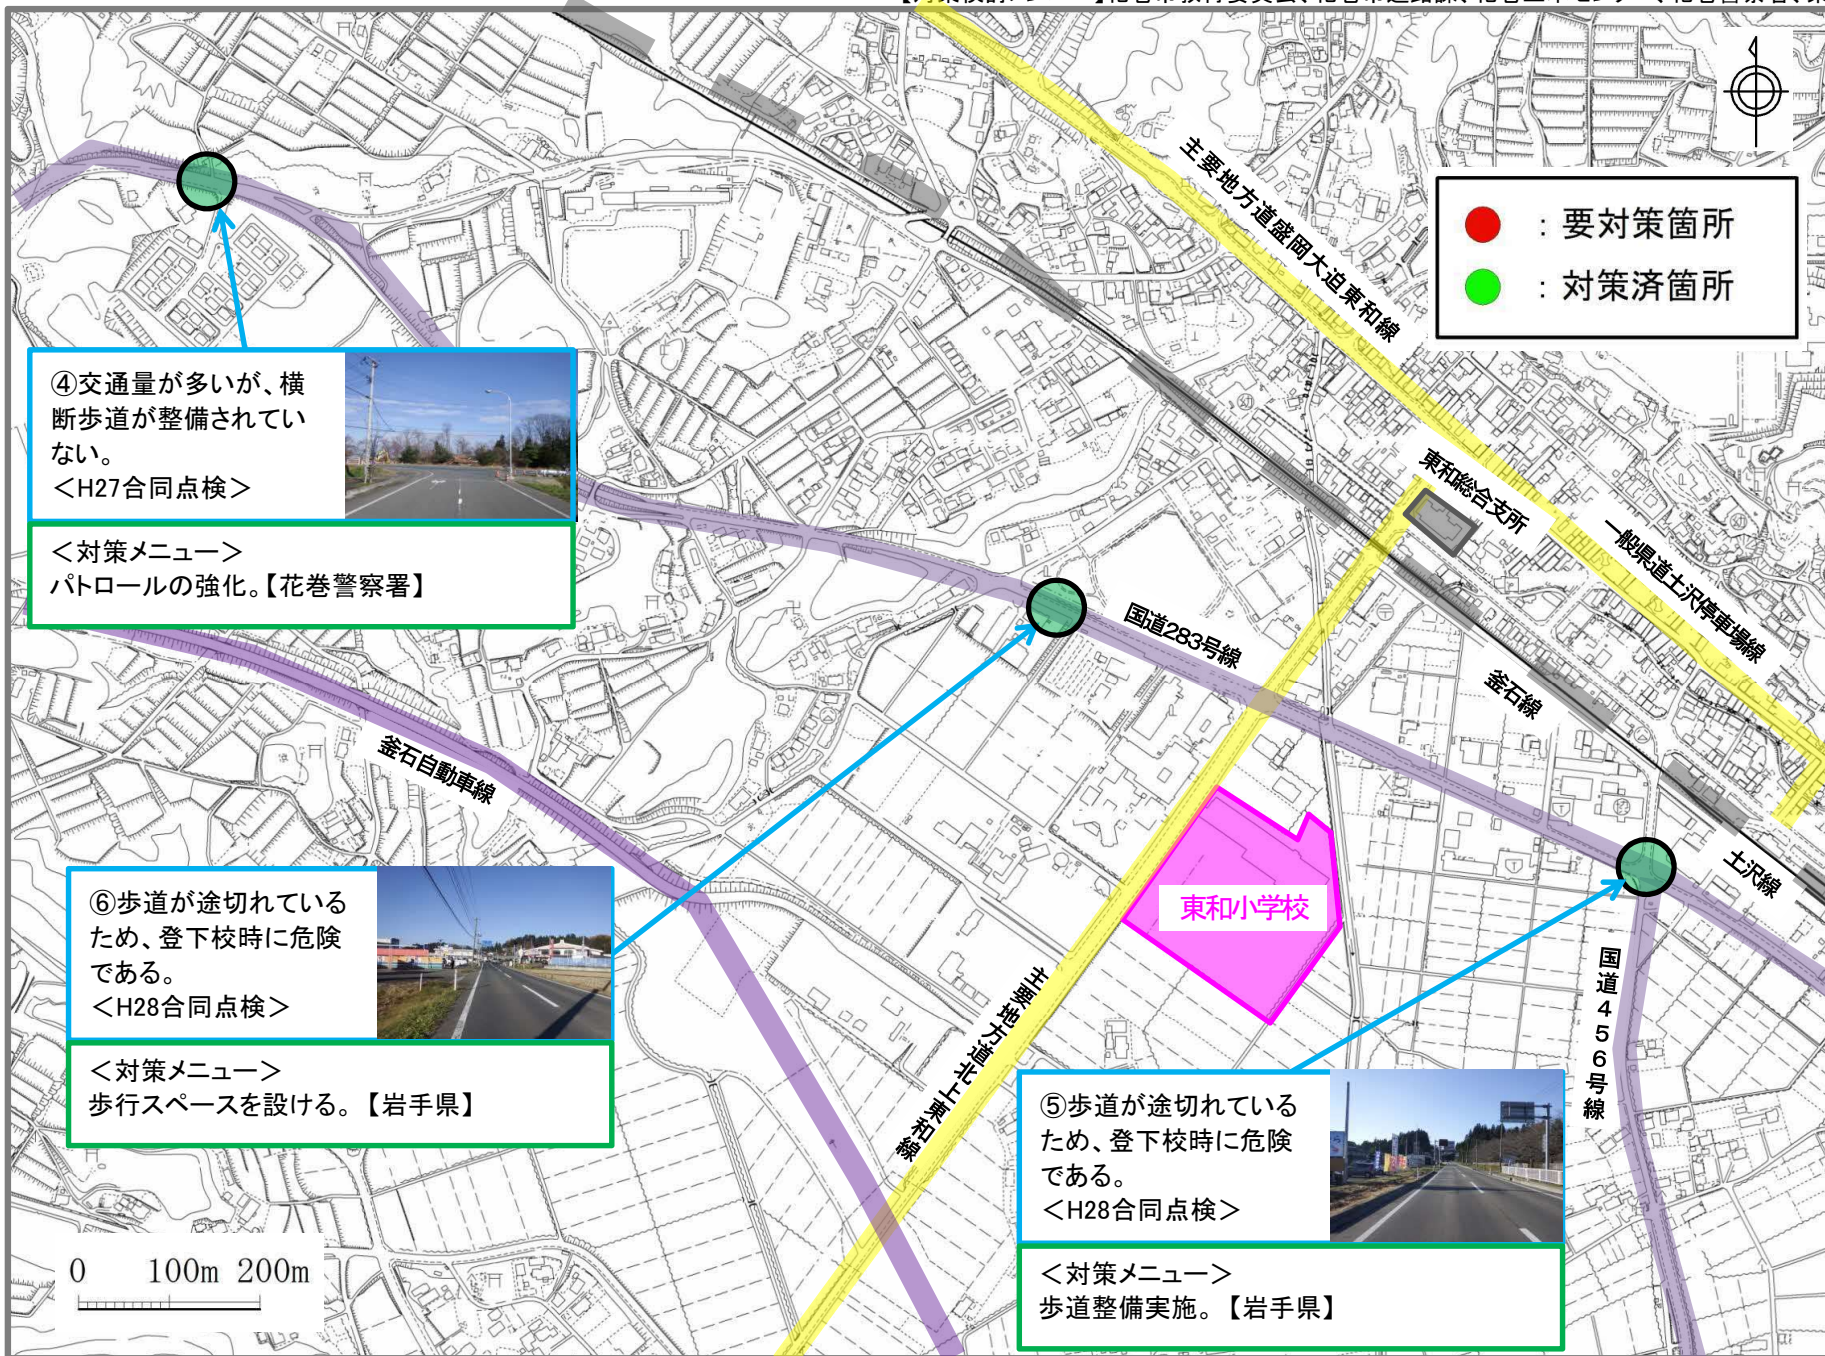 主要地方道盛岡大迫東和線
：要対策箇所
：対策済箇所
④交通量が多いが、横
断歩道が整備されてい
ない。
＜H27合同点検＞
＜対策メニュー＞
パトロールの強化。【花巻警察署】
東和総合支所
一般県道土沢停車場線
国道283号線
釜石線
釜石自動車線
土沢線
東和小学校
⑥歩道が途切れている
ため、登下校時に危険
である。
＜H28合同点検＞
＜対策メニュー＞
歩行スペースを設ける。【岩手県】
主要地方道北上東和線
国道456号線
⑤歩道が途切れている
ため、登下校時に危険
である。
＜H28合同点検＞
＜対策メニュー＞
歩道整備実施。【岩手県】
0 100m 200m